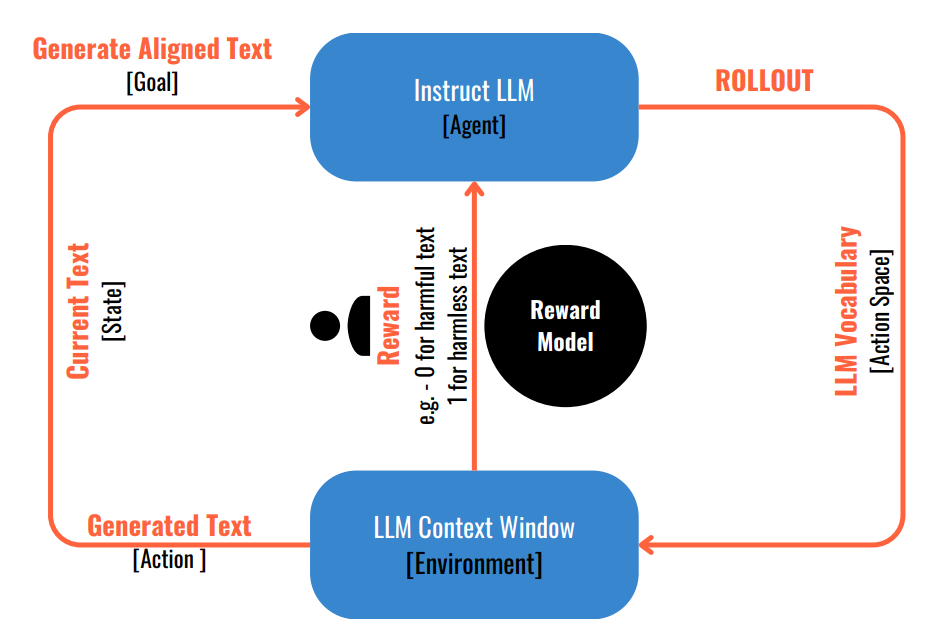 Generate Aligned Text
[Goal]
Instruct LLM
[Agent]
ROLLOUT
Current Text
[State]
Reward
e.g. - 0 for harmful text
1 for harmless text
Reward
Model
LLM Vocabulary
[Action Space]
Generated Text
[Action ]
LLM Context Window
[Environment]